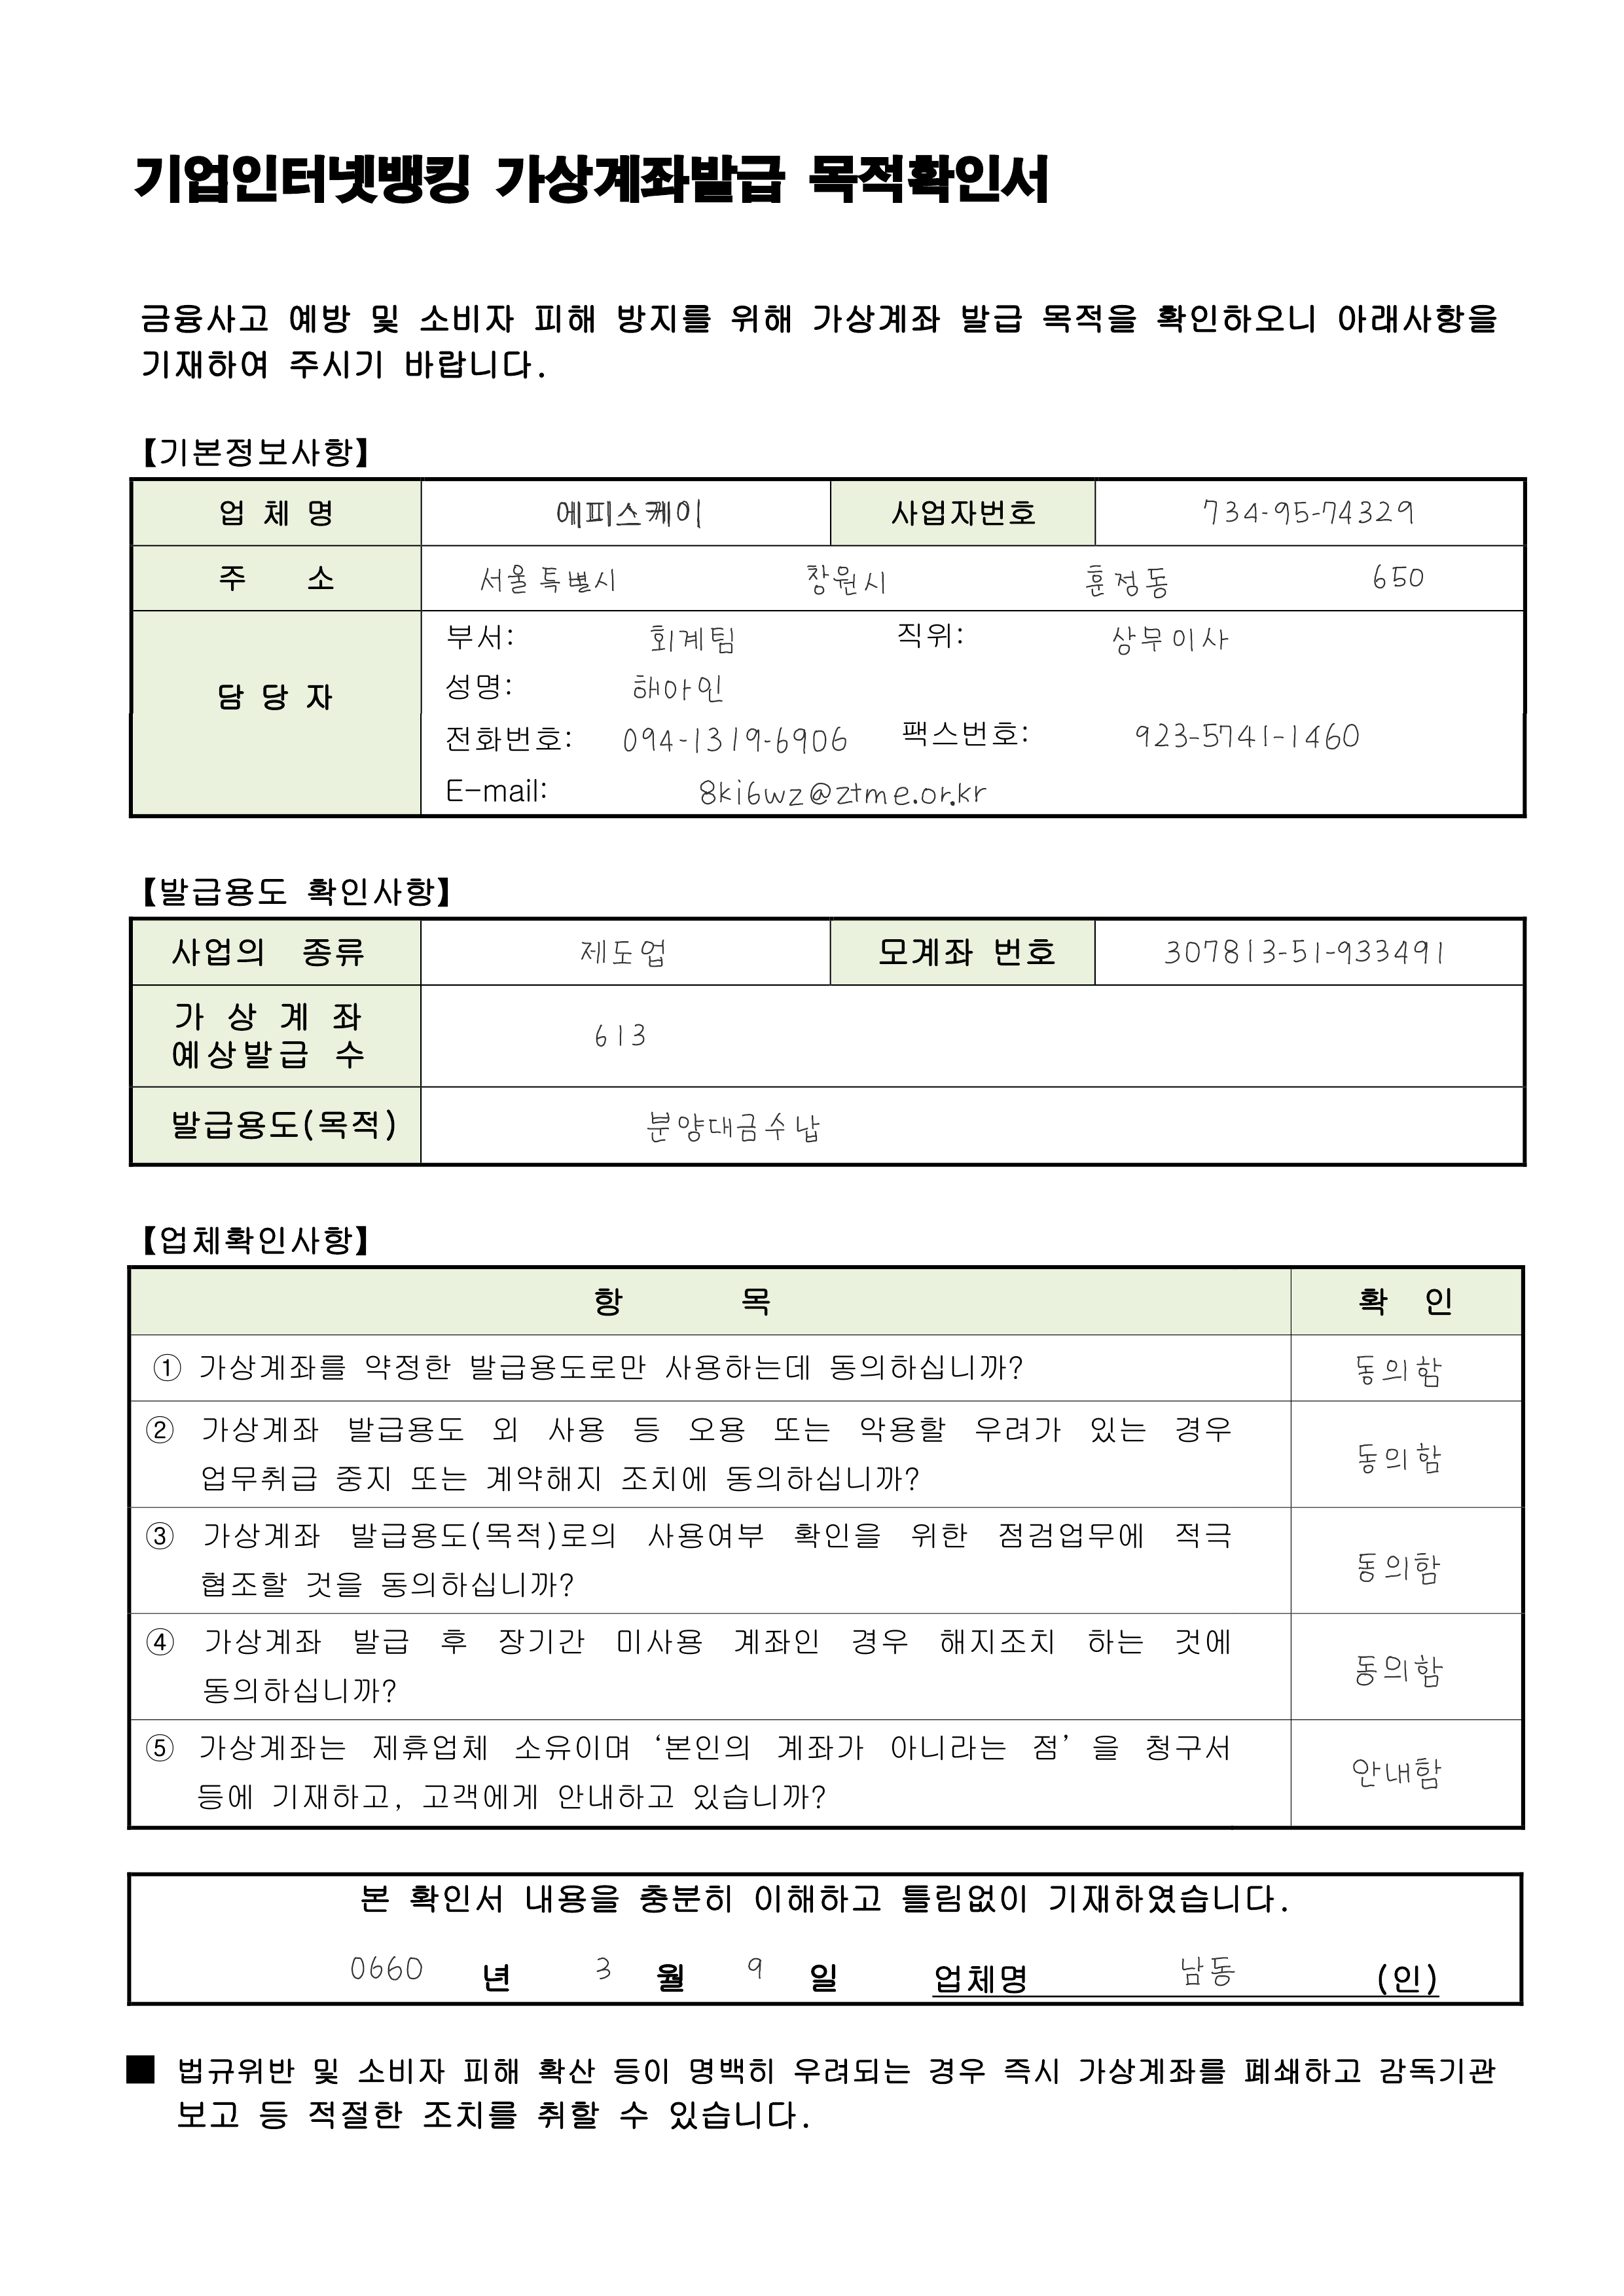 기업인터넷뱅킹 가상계좌발급 목적확인서
금융사고 예방 및 소비자 피해 방지를 위해 가상계좌 발급 목적을 확인하오니 아래사항을
기재하여 주시기 바랍니다.
【기본정보사항】
업 체 명 에피스케이 사업자번호 734-95-74329
주 소 서울특별시 창원시 훈정동 650
담 당 자
부서: 회계팀 직위: 상무이사
성명: 해아인
전화번호: 094-1319-6906 팩스번호: 923-5741-1460
E-mail: 8ki6wz@ztme.or.kr
【발급용도 확인사항】
사업의 종류 제도업 모계좌 번호 307813-51-933491
가 상 계 좌
예상발급 수 613
발급용도(목적) 분양대금수납
【업체확인사항】
항 목 확 인
① 가상계좌를 약정한 발급용도로만 사용하는데 동의하십니까? 동의함
② 가상계좌 발급용도 외 사용 등 오용 또는 악용할 우려가 있는 경우
업무취급 중지 또는 계약해지 조치에 동의하십니까? 동의함
③ 가상계좌 발급용도(목적)로의 사용여부 확인을 위한 점검업무에 적극
협조할 것을 동의하십니까? 동의함
④ 가상계좌 발급 후 장기간 미사용 계좌인 경우 해지조치 하는 것에
동의하십니까? 동의함
⑤ 가상계좌는 제휴업체 소유이며 ‘본인의 계좌가 아니라는 점’ 을 청구서
등에 기재하고, 고객에게 안내하고 있습니까? 안내함
본 확인서 내용을 충분히 이해하고 틀림없이 기재하였습니다.
0660 년 3 월 9 일 업체명 남동 (인)
■ 법규위반 및 소비자 피해 확산 등이 명백히 우려되는 경우 즉시 가상계좌를 폐쇄하고 감독기관
보고 등 적절한 조치를 취할 수 있습니다.